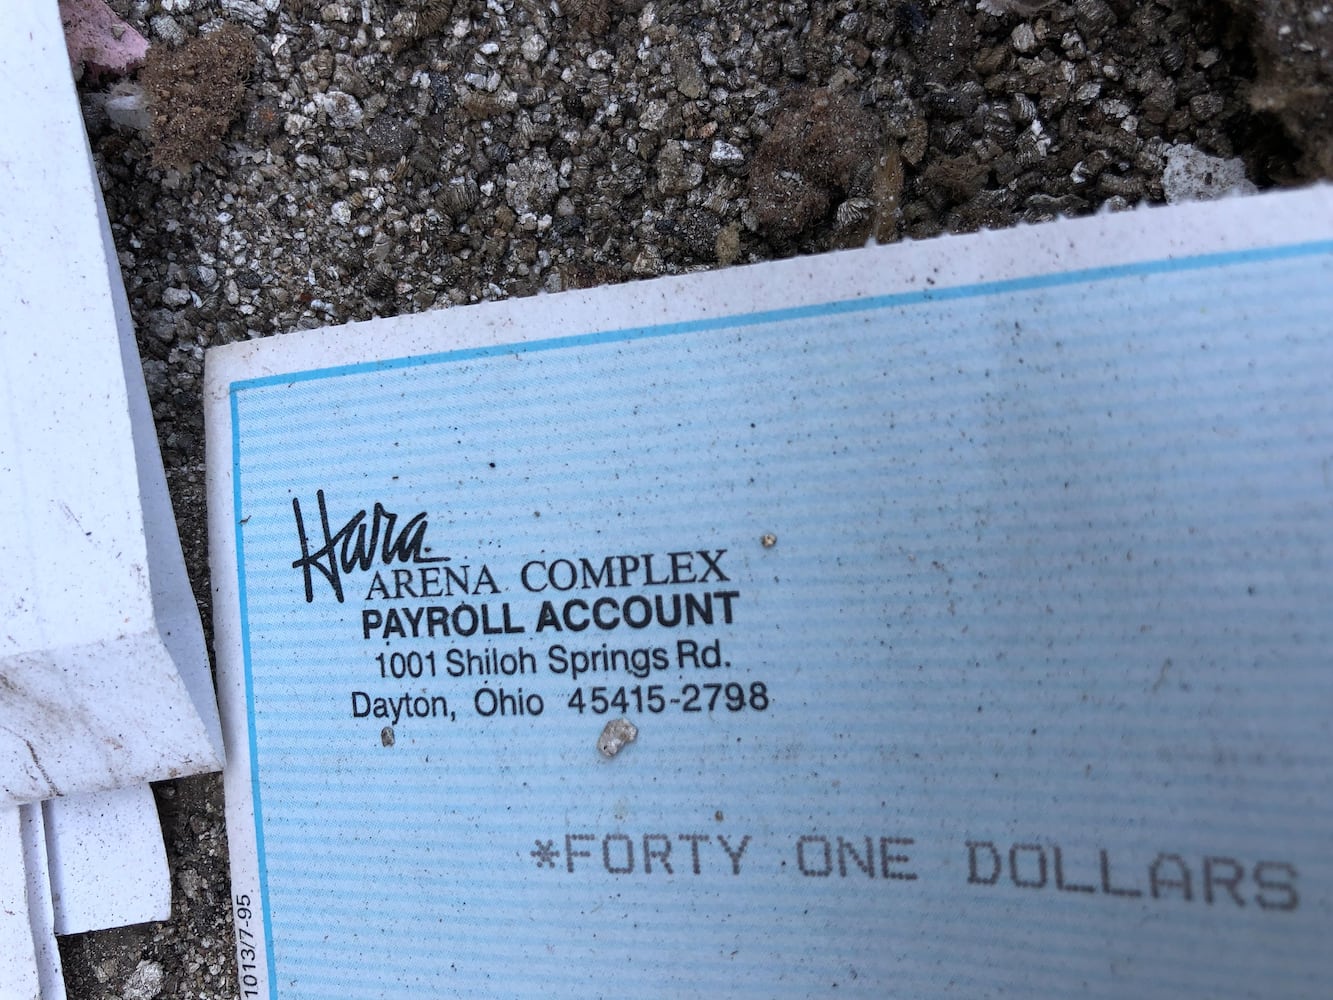 Hara
ARENA COMPLEX
PAYROLL ACCOUNT
1001 Shiloh Springs Rd.
Dayton, Ohio 45415-2798
*FORTY ONE DOLLARS
1013/7-95